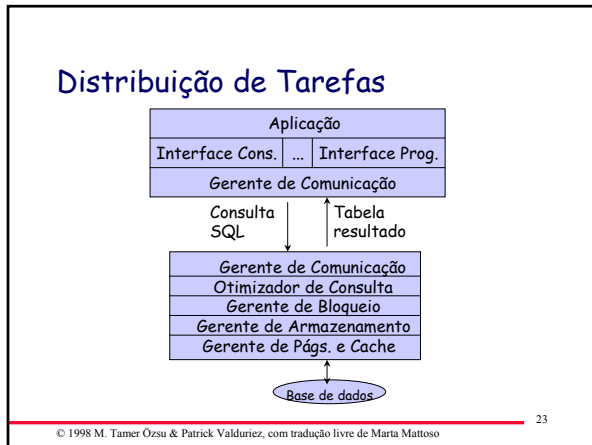 Distribuição de Tarefas
Aplicação
Interface Cons. ... Interface Prog.
Gerente de Comunicação
Consulta SQL
Tabela resultado
Gerente de Comunicação
Otimizador de Consulta
Gerente de Bloqueio
Gerente de Armazenamento
Gerente de Págs. e Cache
Base de dados
23
© 1998 M. Tamer Özsu & Patrick Valduriez, com tradução livre de Marta Mattoso